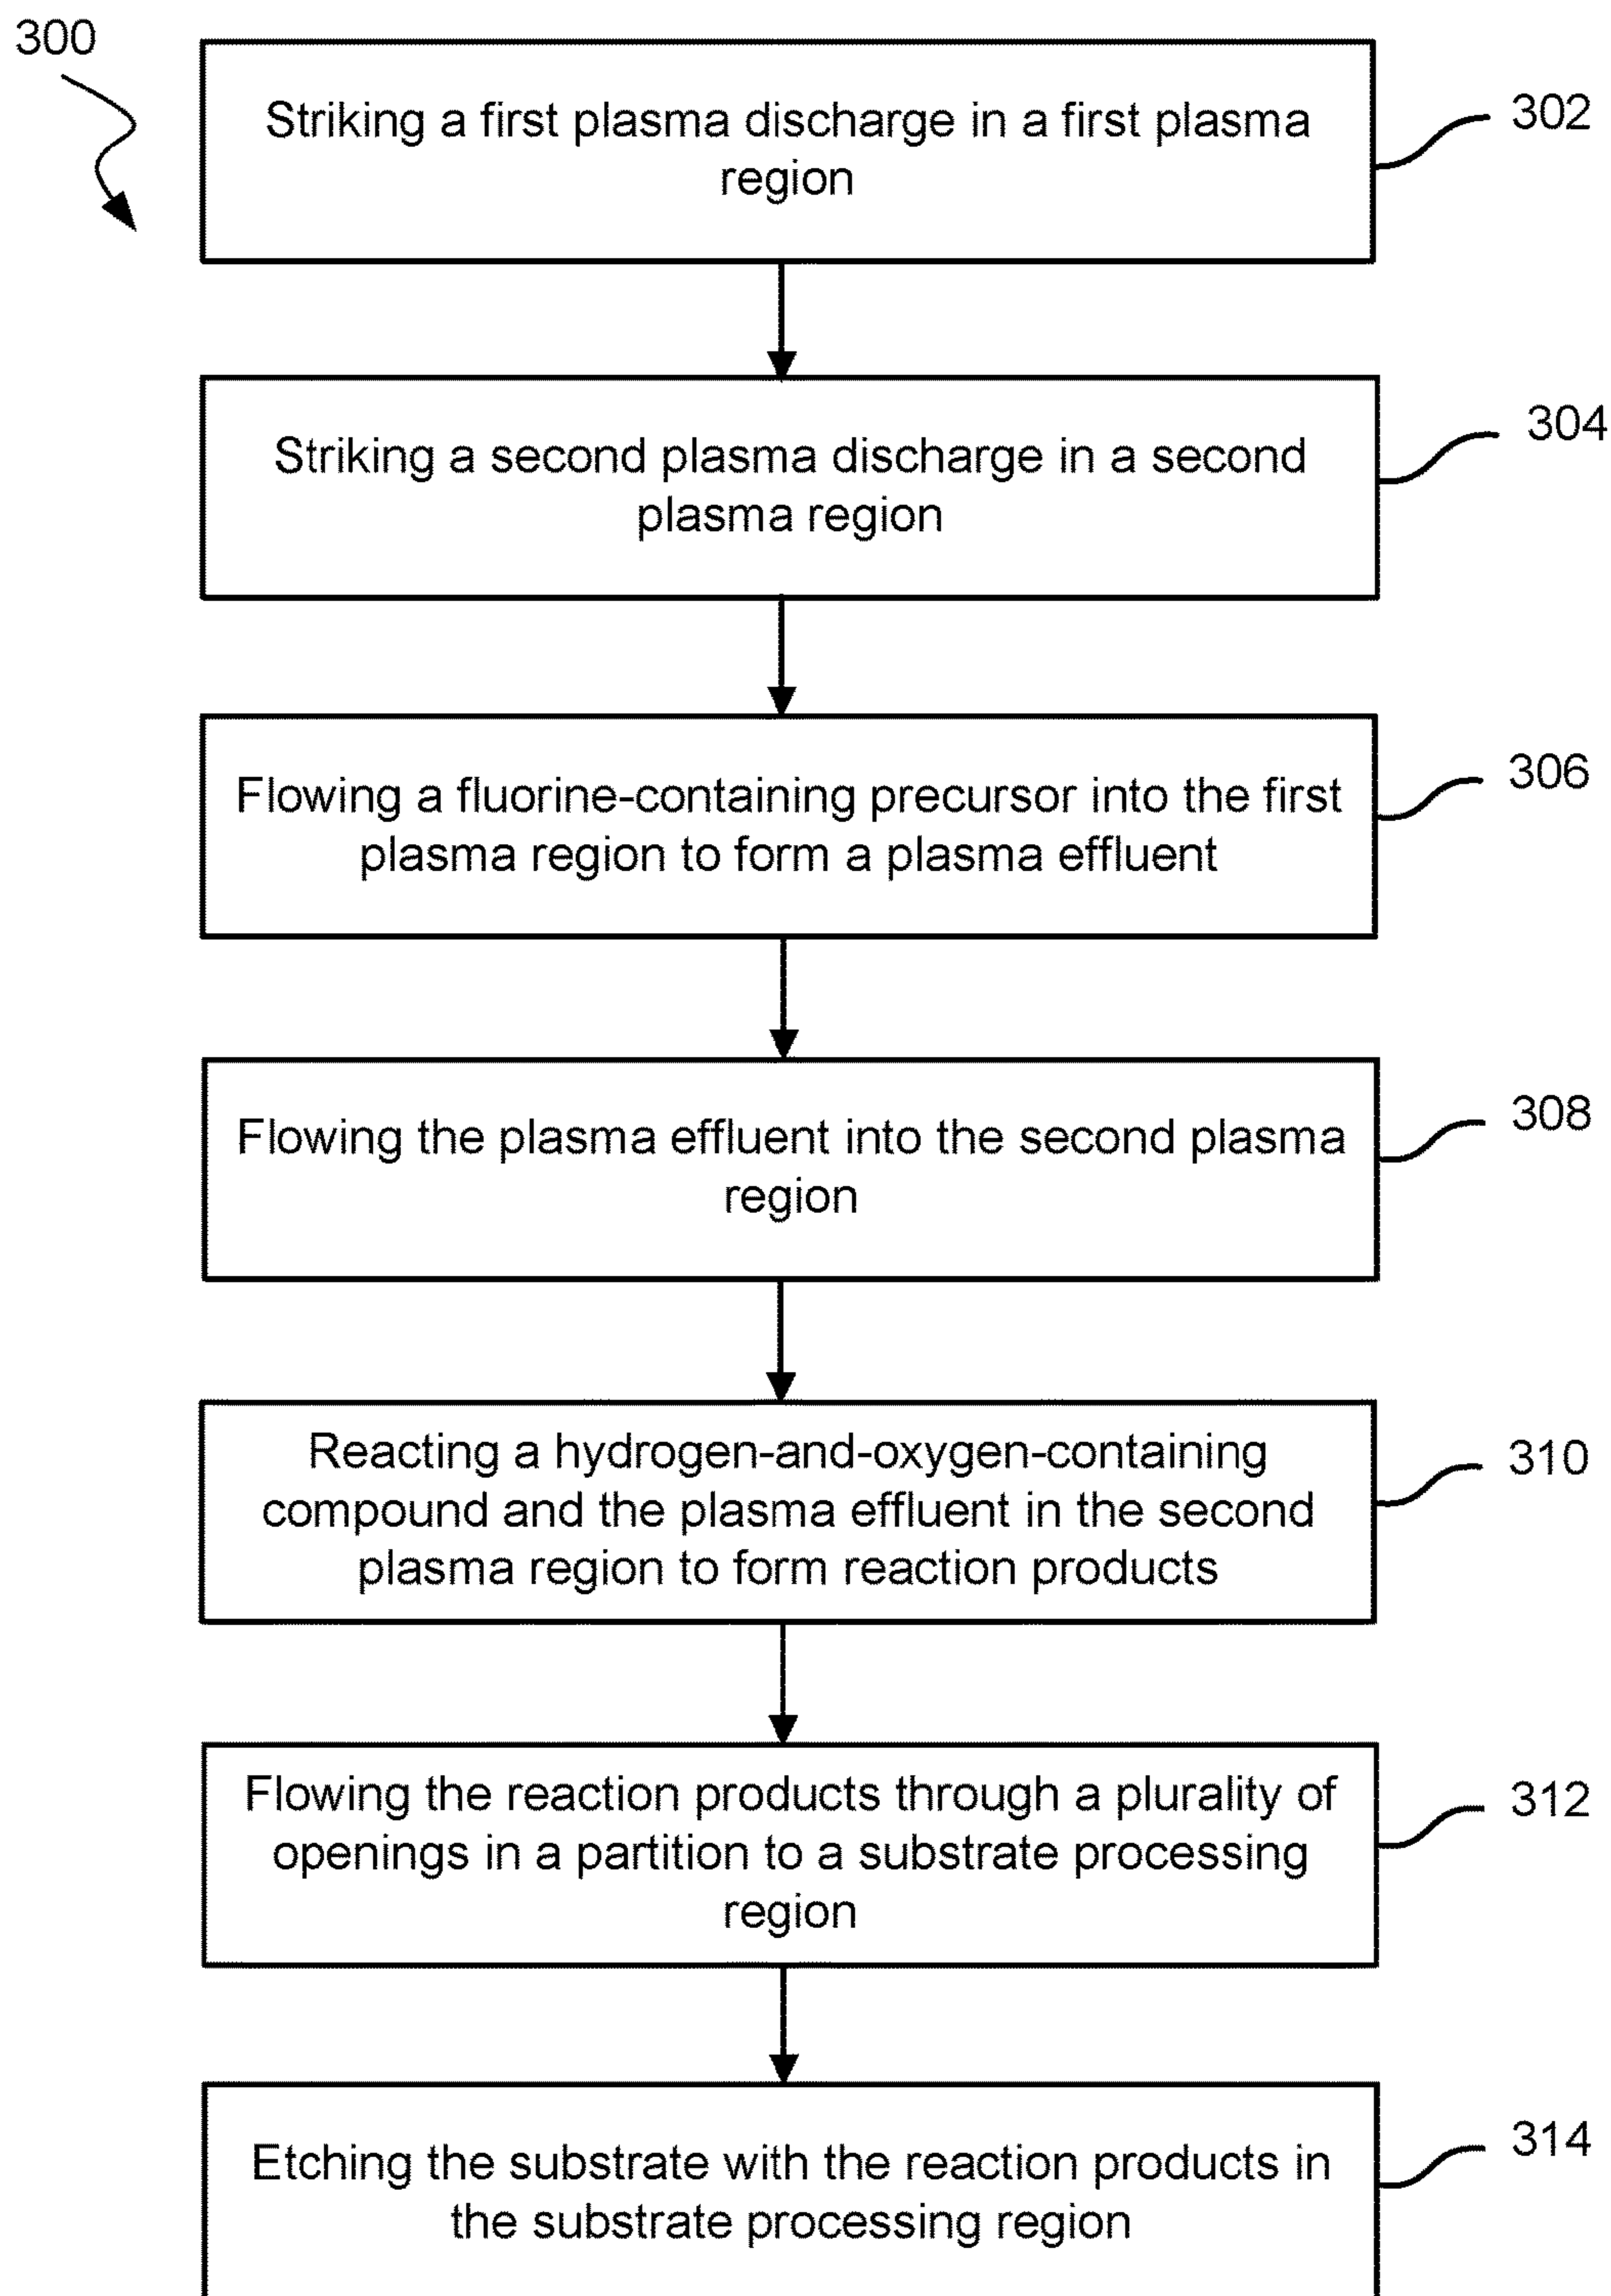 300
Striking a first plasma discharge in a first plasma
region
302
Striking a second plasma discharge in a second
plasma region
304
Flowing a fluorine-containing precursor into the first
plasma region to form a plasma effluent
306
Flowing the plasma effluent into the second plasma
region
308
Reacting a hydrogen-and-oxygen-containing
compound and the plasma effluent in the second
plasma region to form reaction products
310
Flowing the reaction products through a plurality of
openings in a partition to a substrate processing
region
312
Etching the substrate with the reaction products in
the substrate processing region
314